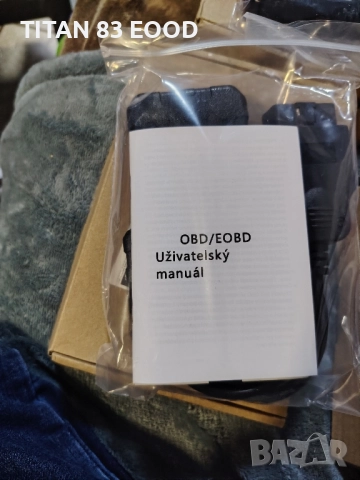 TITAN 83 EOOD
OBD/EOBD
Uživatelský
manuál
BAZAR